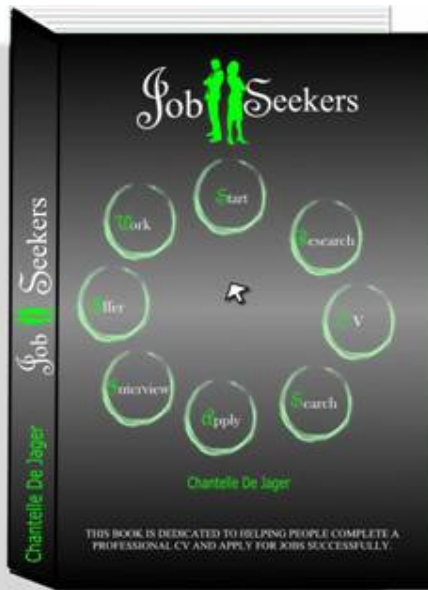 Job Seekers
Start
Work
Research
Offer
CV
Interview
Search
Apply
Chantelle De Jager
THIS BOOK IS DEDICATED TO HELPING PEOPLE COMPLETE A
PROFESSIONAL CV AND APPLY FOR JOBS SUCCESSFULLY.
Job Seekers
Chantelle De Jager